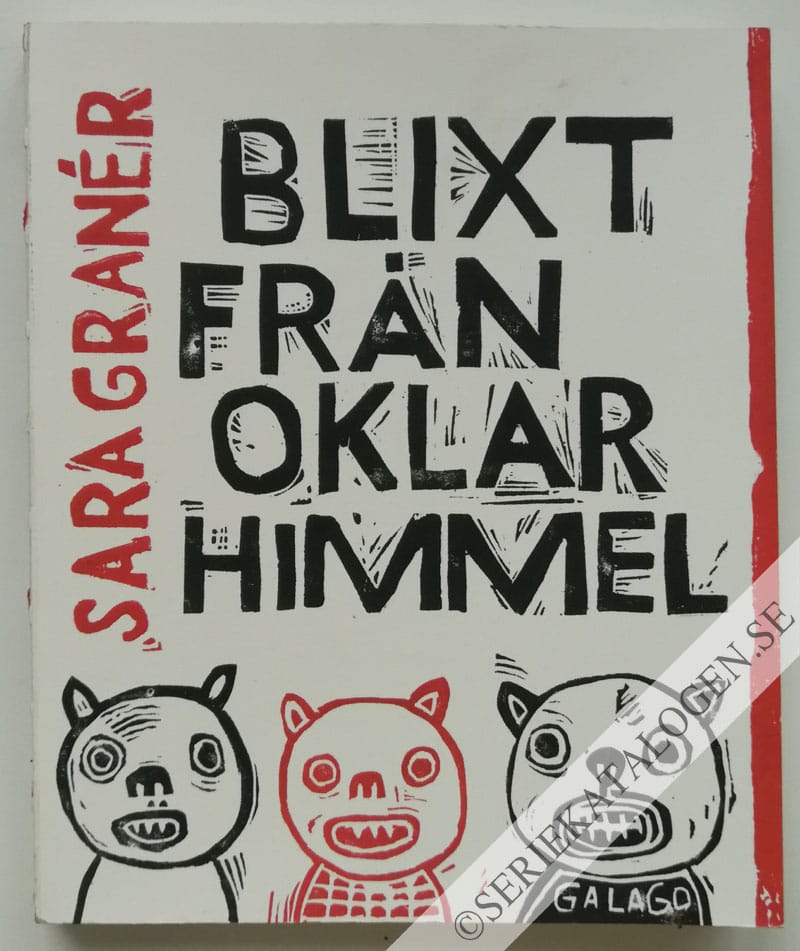 SARA GRANÉR
BLIXT
FRÅN
OKLAR
HIMMEL
GALAGO
©SERIEKATALOGEN.SE